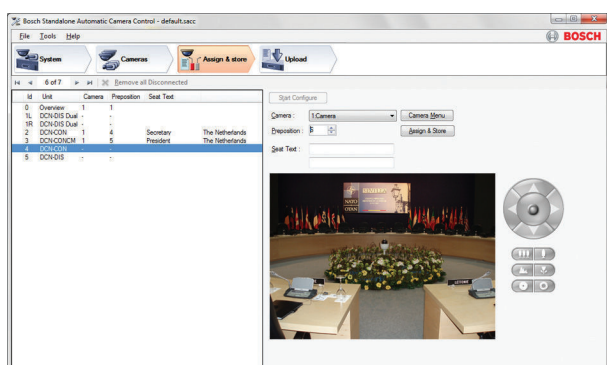 Bosch Standalone Automatic Camera Control - default.sacc
File Tools Help
BOSCH
System Cameras Assign & store Upload
6 of 7 Remove all Disconnected
Id Unit Camera Preposition Seat Text
0 Overview 1 1
1L DCN-DIS Dual - -
1R DCN-DIS Dual - -
2 DCN-CON 1 4 Secretary The Netherlands
3 DCN-CONCM 1 5 President The Netherlands
4 DCN-CON - -
5 DCN-DIS - -
Start Configure
Camera : 1:Camera Camera Menu
Preposition : Assign & Store
Seat Text :
NATO
OTAN